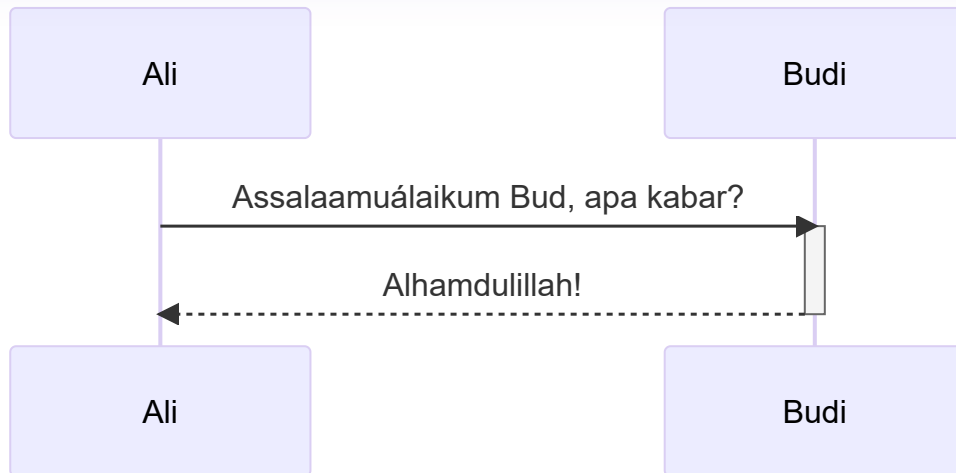 Ali
Budi
Assalaamuálaikum Bud, apa kabar?
Alhamdulillah!
Ali
Budi